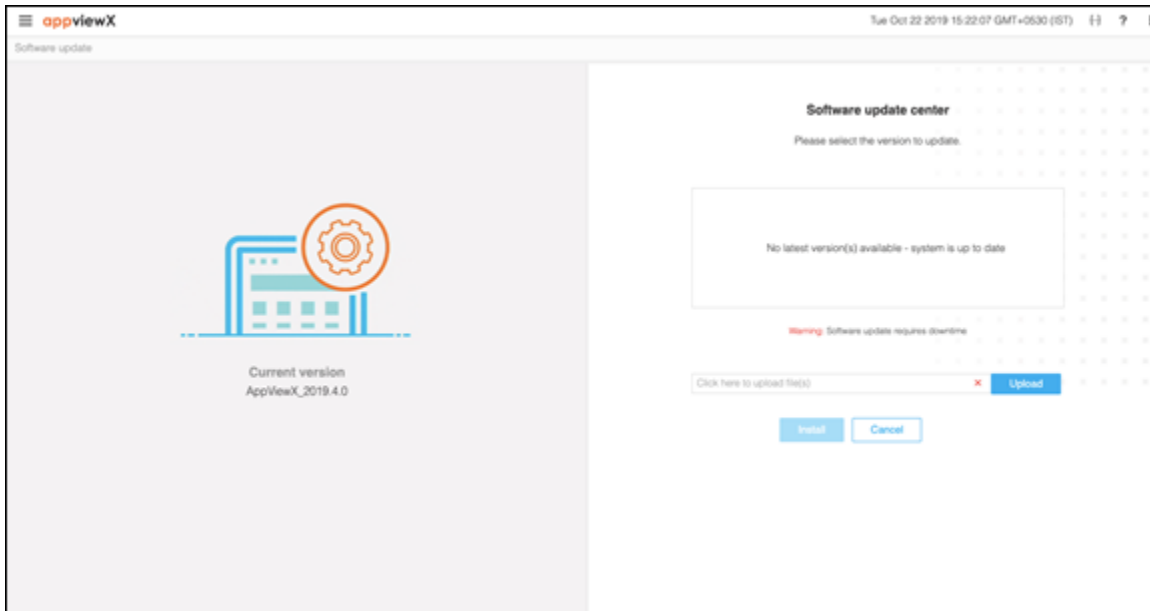 appviewX
Tue Oct 22 2019 15:22:07 GMT+0530 (IST)
?
Software update
Software update center
Please select the version to update.
No latest version(s) available - system is up to date
Warning: Software update requires downtime
Current version
AppViewX_2019.4.0
Click here to upload file(s)
Upload
Install
Cancel